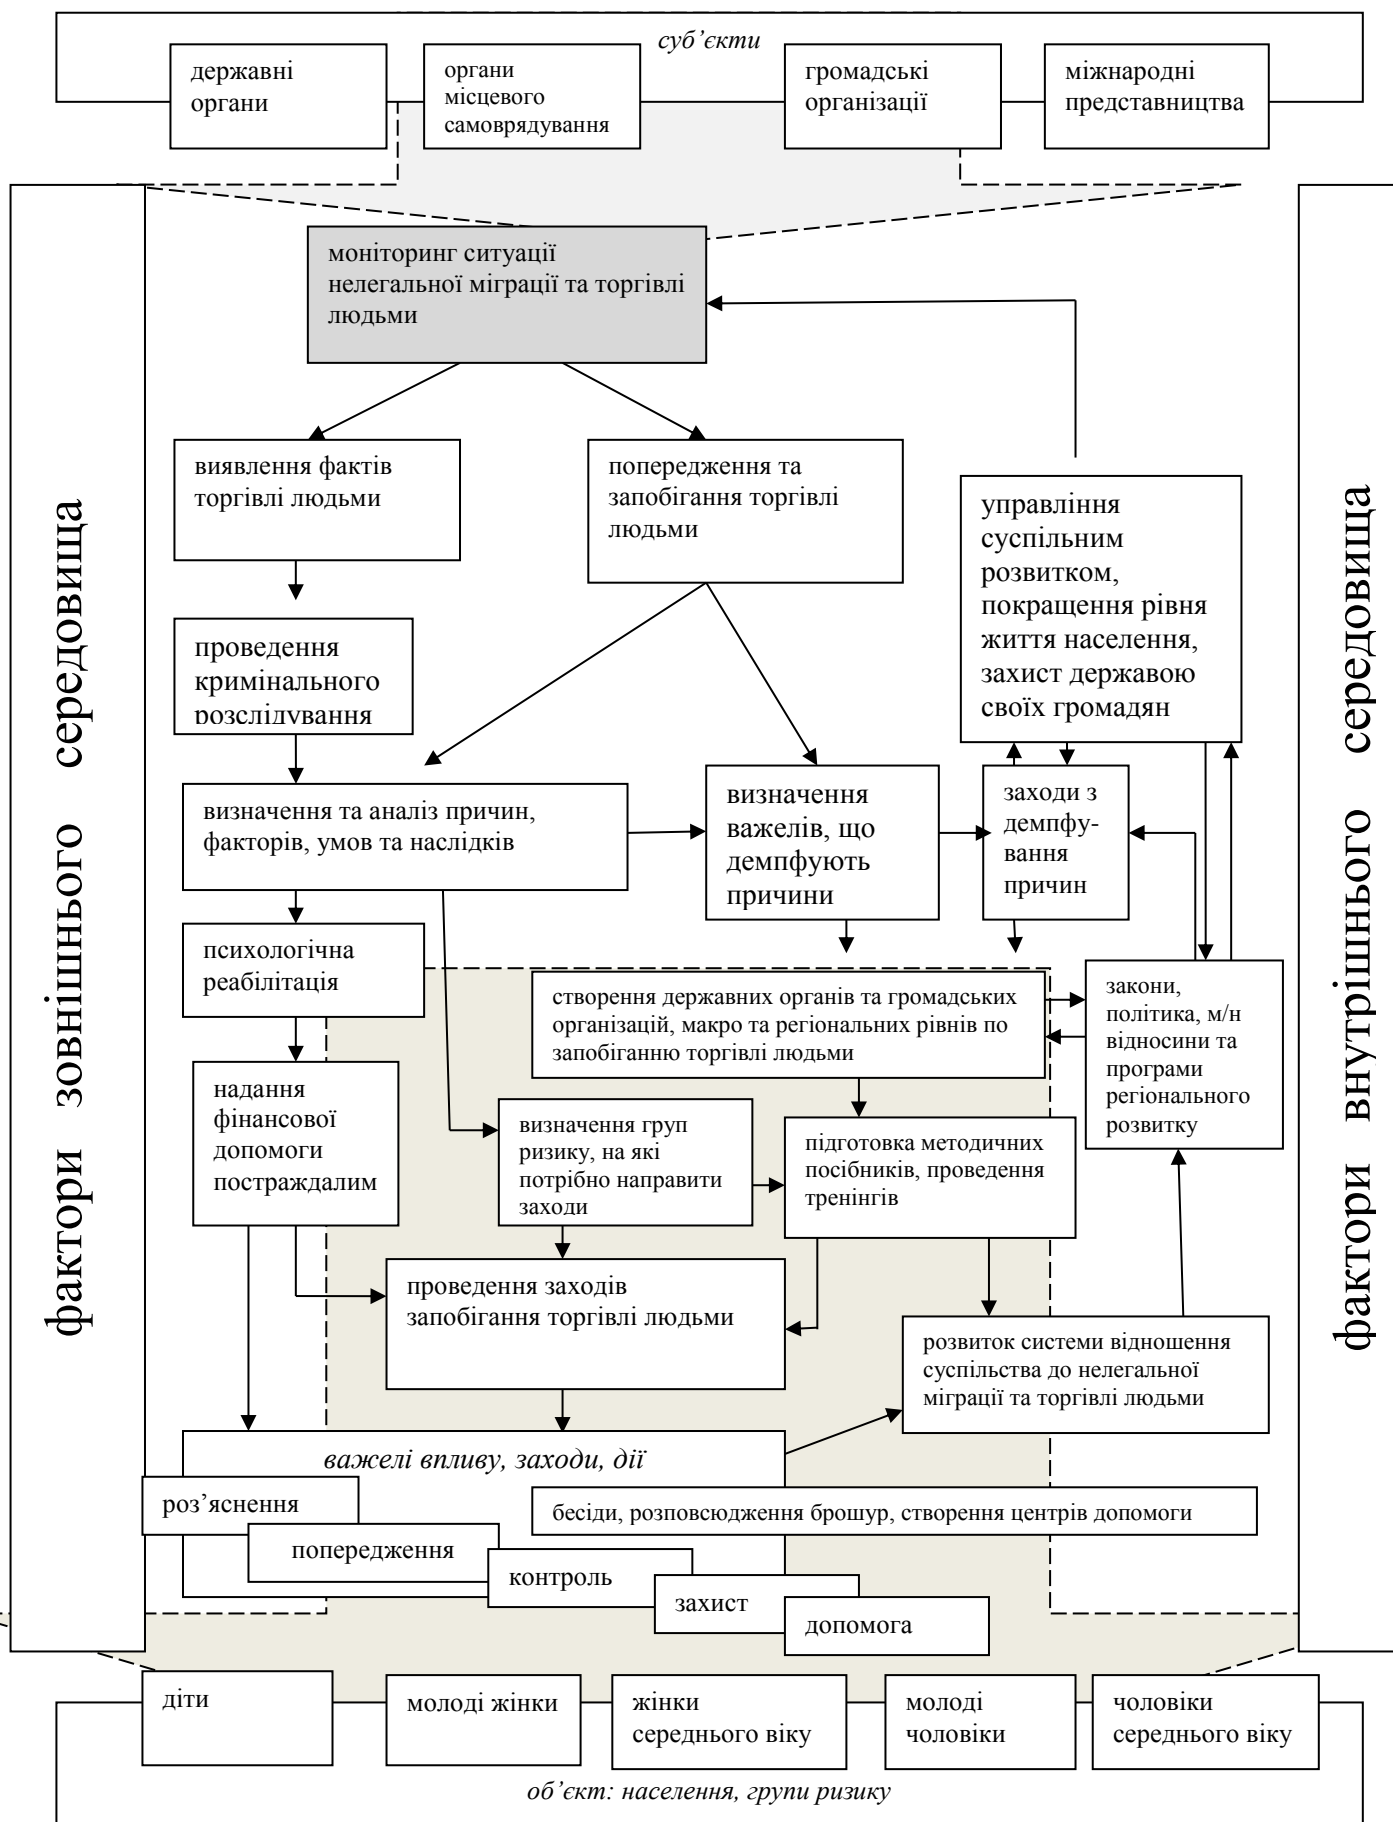 суб’єкти
державні
органи
органи
місцевого
самоврядування
громадські
організації
міжнародні
представництва
фактори зовнішнього середовища
моніторинг ситуації
нелегальної міграції та торгівлі
людьми
виявлення фактів
торгівлі людьми
попередження та
запобігання торгівлі
людьми
управління
суспільним
розвитком,
покращення рівня
життя населення,
захист державою
своїх громадян
проведення
кримінального
розслідування
визначення та аналіз причин,
факторів, умов та наслідків
визначення
важелів, що
демпфують
причини
заходи з
демпфу-
вання
причин
психологічна
реабілітація
створення державних органів та громадських
організацій, макро та регіональних рівнів по
запобіганню торгівлі людьми
закони,
політика, м/н
відносини та
програми
регіонального
розвитку
надання
фінансової
допомоги
постраждалим
визначення груп
ризику, на які
потрібно направити
заходи
підготовка методичних
посібників, проведення
тренінгів
проведення заходів
запобігання торгівлі людьми
розвиток системи відношення
суспільства до нелегальної
міграції та торгівлі людьми
важелі впливу, заходи, дії
роз’яснення
бесіди, розповсюдження брошур, створення центрів допомоги
попередження
контроль
захист
допомога
фактори внутрішнього середовища
діти
молоді жінки
жінки
середнього віку
молоді
чоловіки
чоловіки
середнього віку
об’єкт: населення, групи ризику